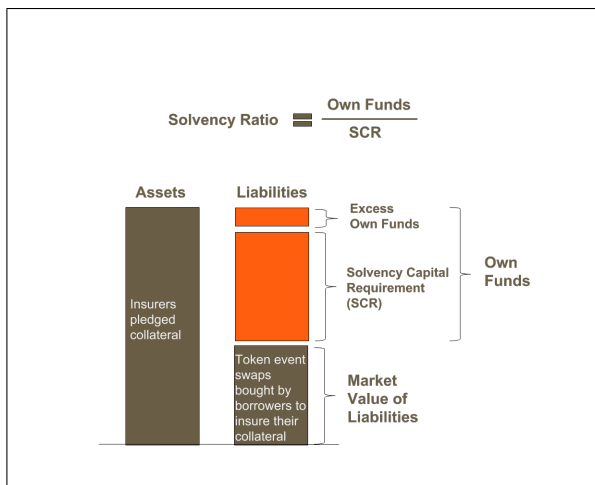 Solvency Ratio = Own Funds
SCR
Assets
Liabilities
Excess
Own Funds
Solvency Capital
Requirement
(SCR)
Own
Funds
Insurers
pledged
collateral
Token event
swaps
bought by
borrowers to
insure their
collateral
Market
Value of
Liabilities